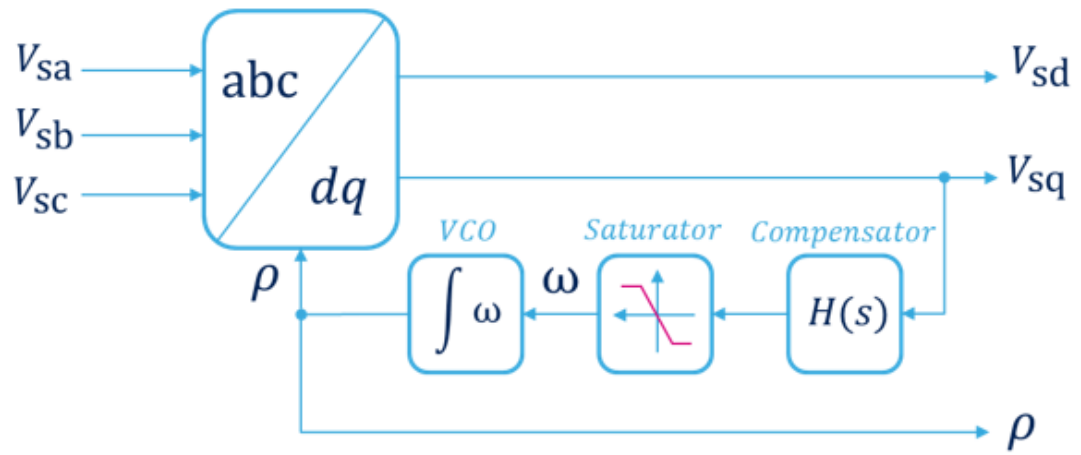 Vsa
Vsb
Vsc
abc
dq
Vsd
Vsq
VCO
Saturator
Compensator
ρ
∫ ω
ω
H(s)
ρ